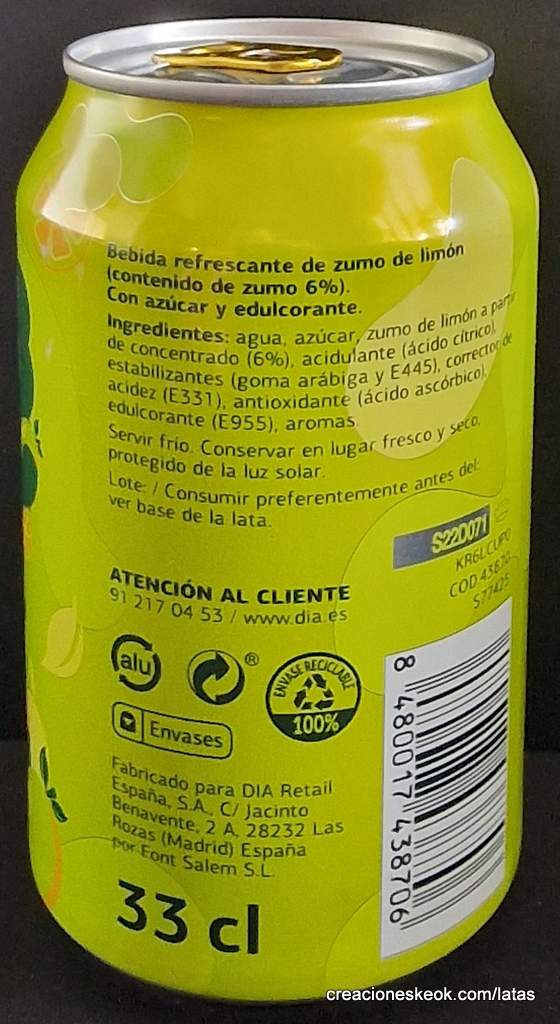 Bebida refrescante de zumo de limón
(contenido de zumo 6%).
Con azúcar y edulcorante.
Ingredientes: agua, azúcar, zumo de limón a partir
de concentrado (6%), acidulante (ácido cítrico),
estabilizantes (goma arábiga y E445), corrector de
acidez (E331), antioxidante (ácido ascórbico),
edulcorante (E955), aromas.
Servir frío. Conservar en lugar fresco y seco,
protegido de la luz solar.
Lote: / Consumir preferentemente antes del:
ver base de la lata.
S22D071
KR6LCUPO
COD.43870
S77425
ATENCIÓN AL CLIENTE
91 217 04 53 / www.dia.es
alu
®
ENVASE RECICLABLE
100%
Envases
Fabricado para DIA Retail
España, S.A., C/ Jacinto
Benavente, 2 A, 28232 Las
Rozas (Madrid) España
por Font Salem S.L.
33 cl
8 480017 438706
creacioneskeok.com/latas